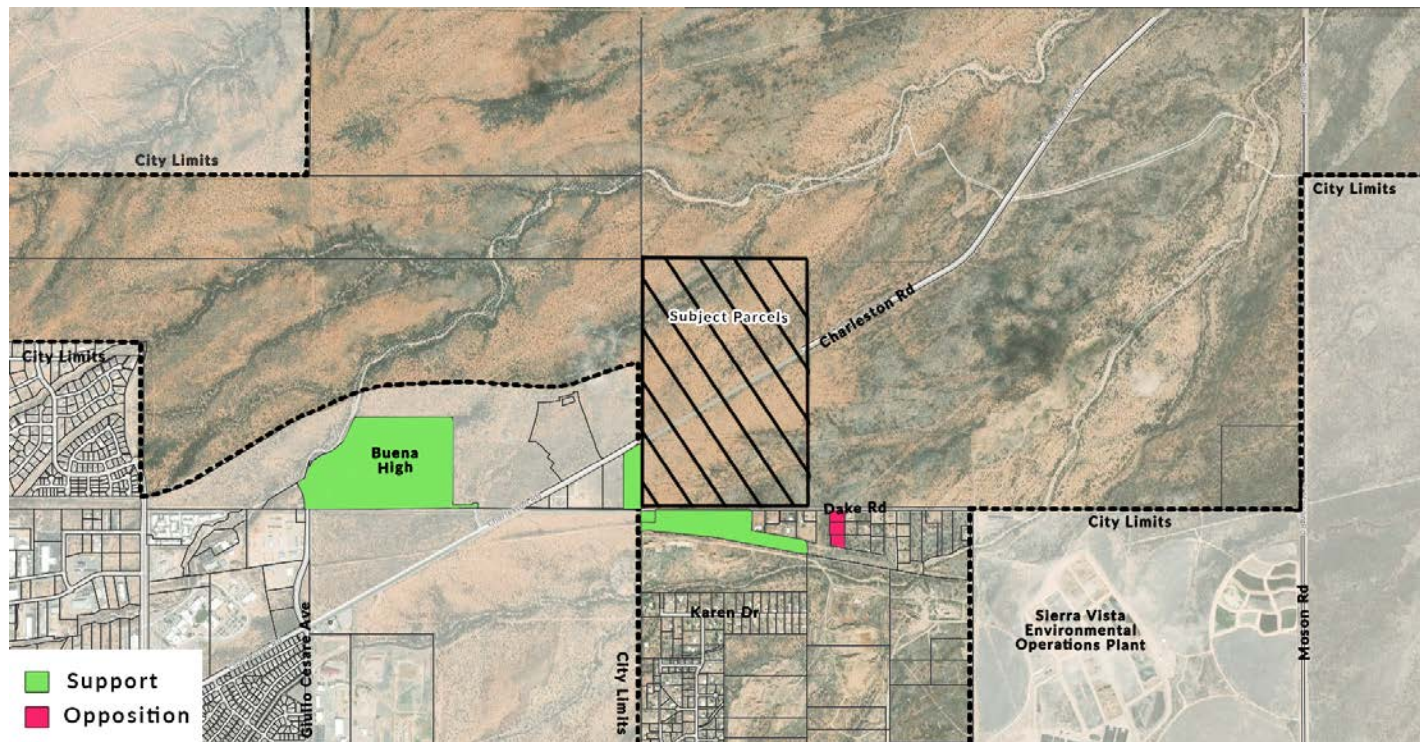 City Limits
City Limits
Subject Parcels
Charleston Rd
City Limits
Buena
High
Dake Rd
City Limits
Karen Dr
Sierra Vista
Environmental
Operations Plant
Moson Rd
Giulio Cesare Ave
City Limits
Support
Opposition